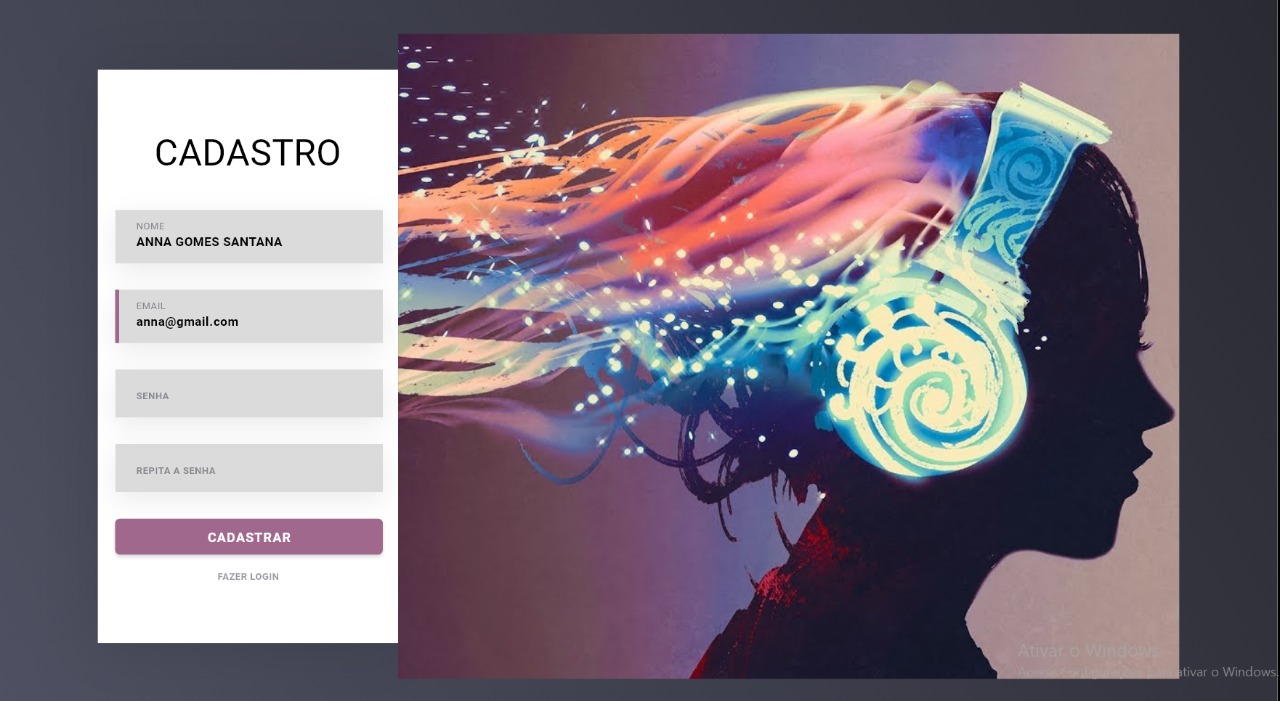 CADASTRO
NOME
ANNA GOMES SANTANA
EMAIL
anna@gmail.com
SENHA
REPITA A SENHA
CADASTRAR
FAZER LOGIN
Ativar o Windows
ativar o Windows.